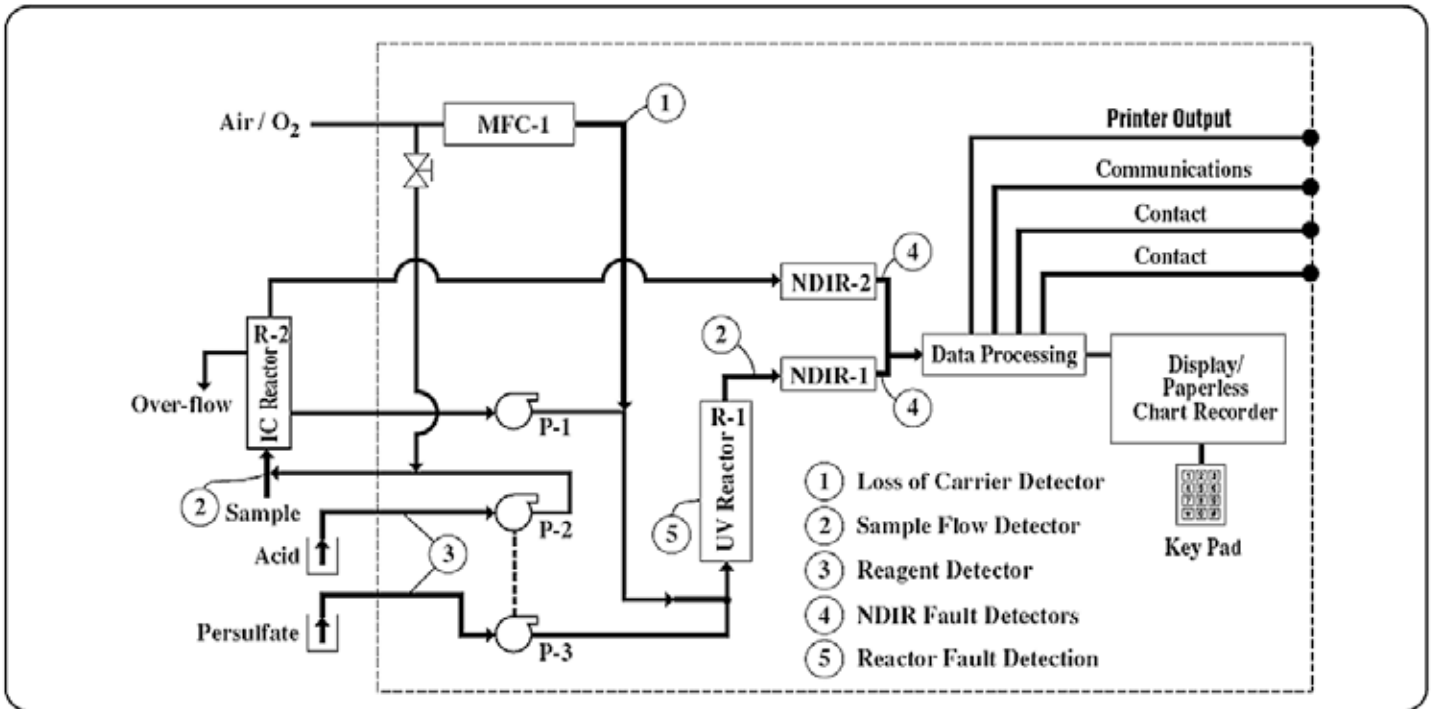 Air / O2
MFC-1
1
Printer Output
Communications
Contact
Contact
4
NDIR-2
R-2
IC Reactor
2
NDIR-1
Data Processing
Display/
Paperless
Chart Recorder
Over-flow
P-1
4
R-1
UV Reactor
2
Sample
P-2
5
Acid
3
Persulfate
P-3
1 Loss of Carrier Detector
2 Sample Flow Detector
3 Reagent Detector
4 NDIR Fault Detectors
5 Reactor Fault Detection
Key Pad